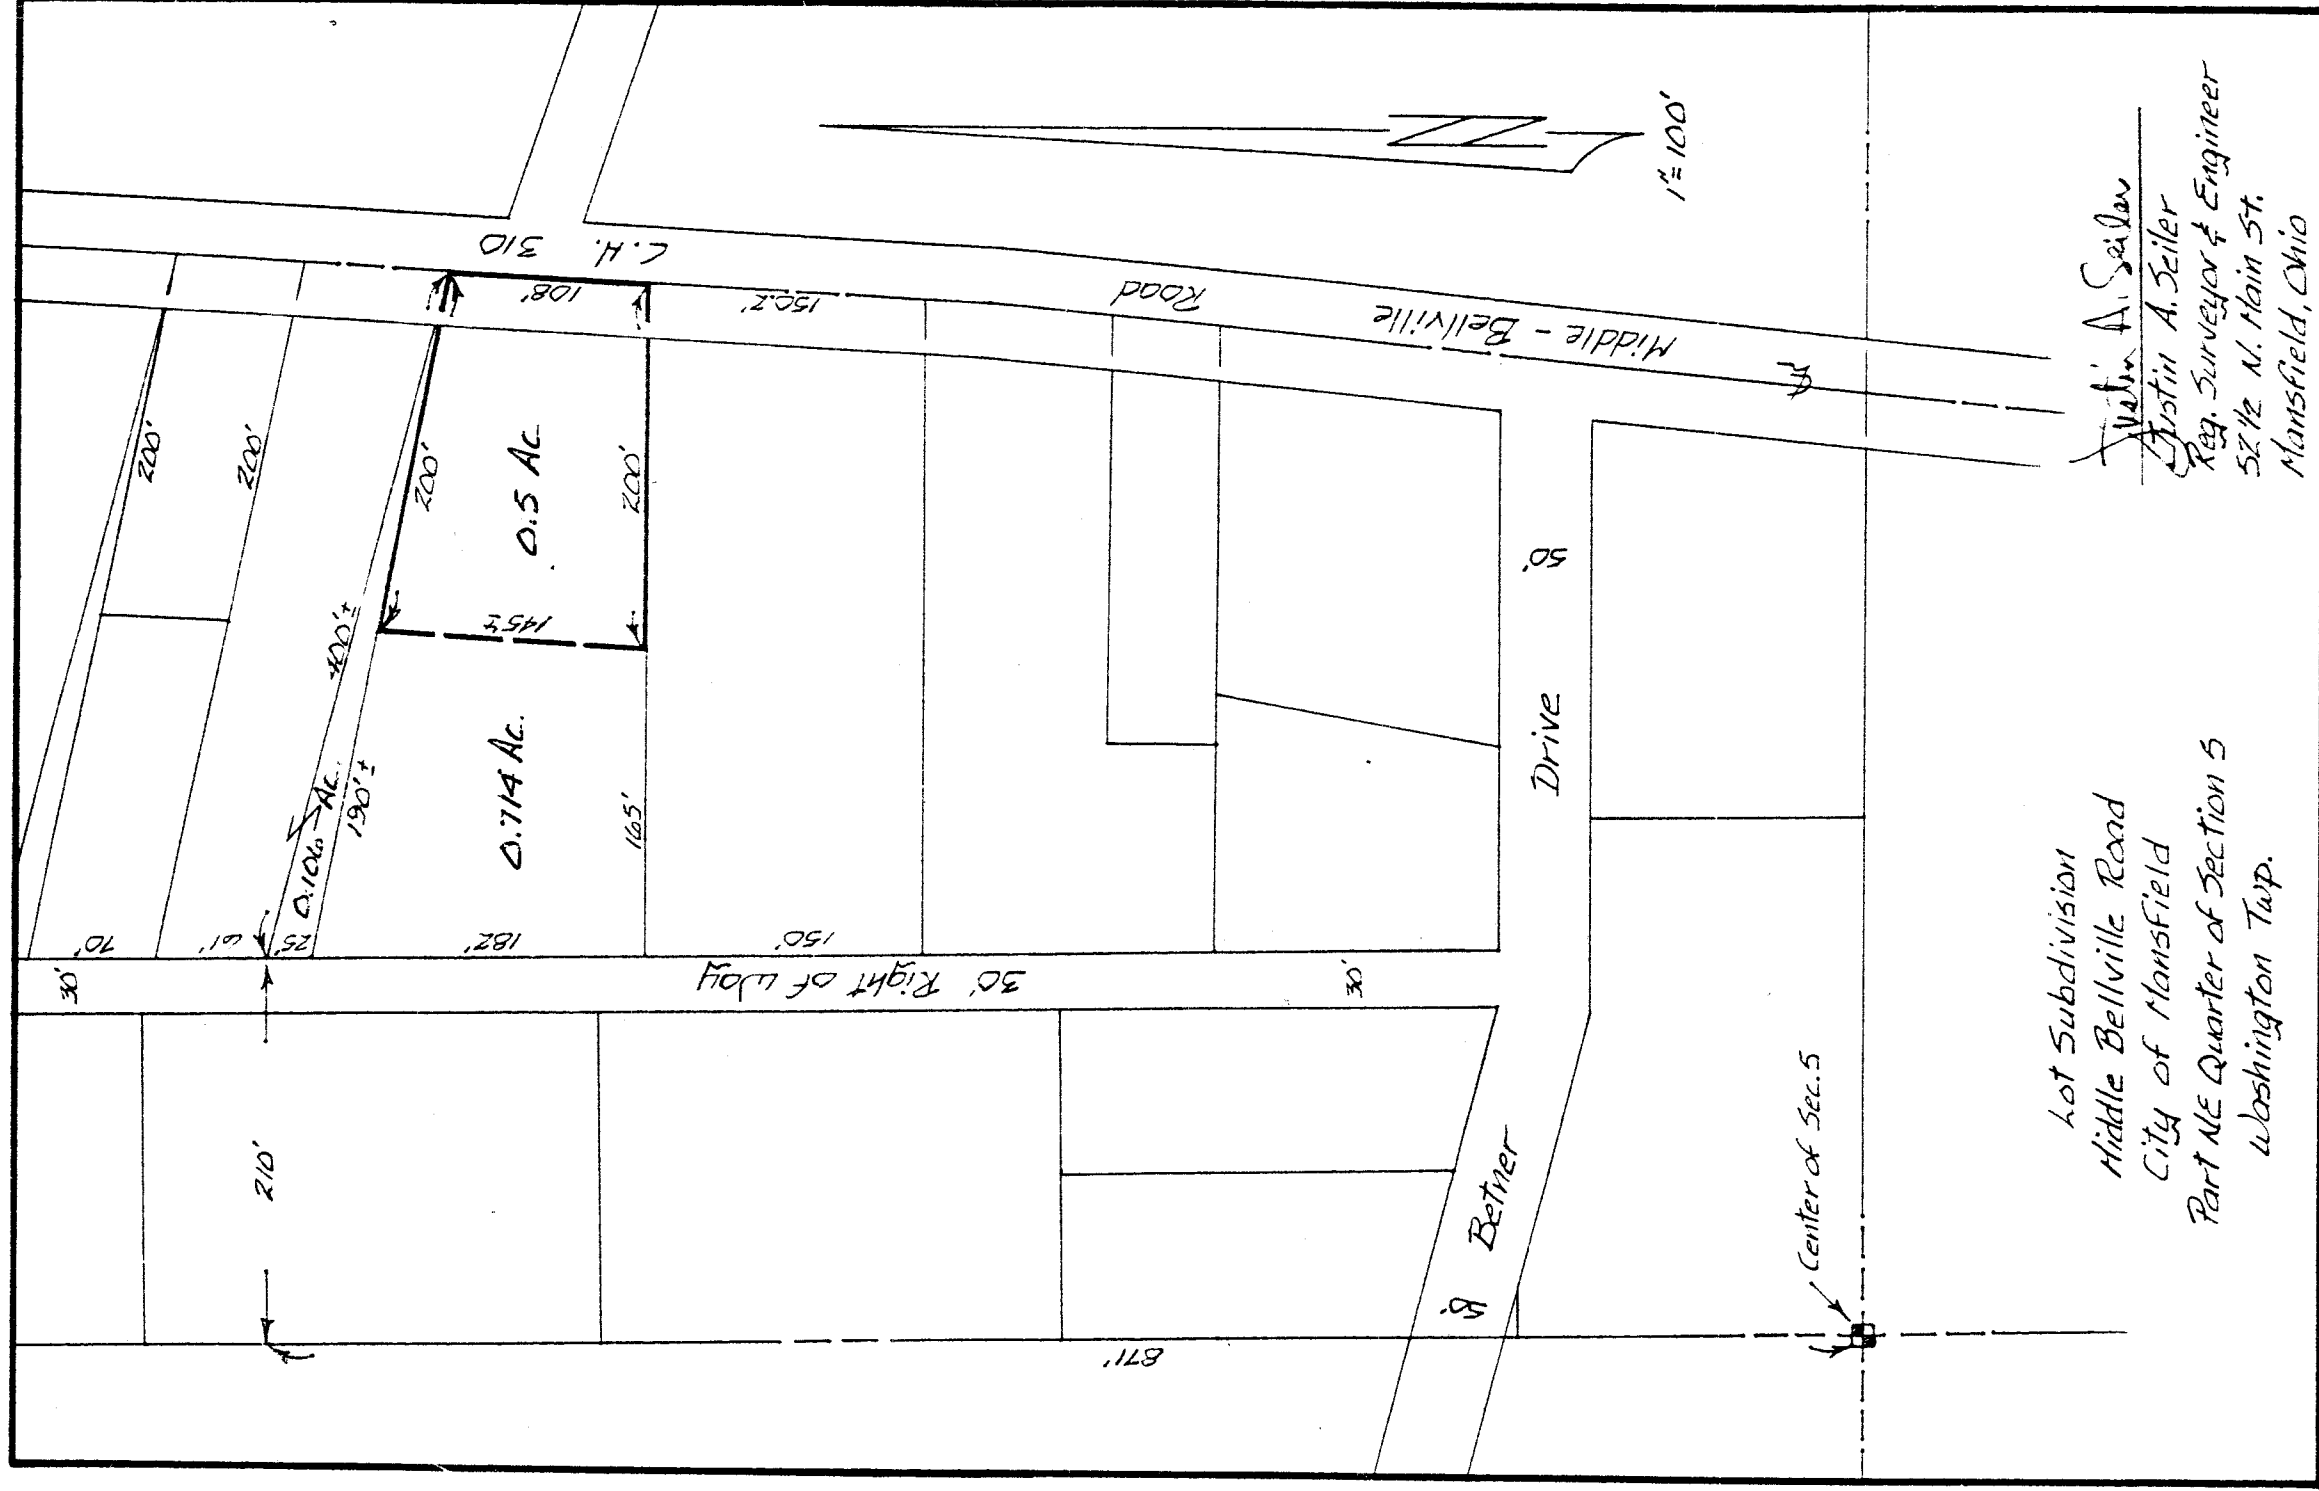 Lot Subdivision
Middle Bellville Road
City of Mansfield
Part NE Quarter of Section 5
Washington Twp.
Justin A. Seiler
Justin A. Seiler
Reg. Surveyor & Engineer
52½ N. Main St.
Mansfield, Ohio
1"=100'
N
C.H. 310
Middle - Bellville
Road
200'
200'
400'±
200'
0.5 Ac.
200'
108'
145'±
150.2'
0.106 Ac.
190'±
0.714 Ac.
165'
70'
61'
25'
182'
150'
30'
30' Right of Way
30'
210'
871'
50'
Drive
Betner
Center of Sec. 5